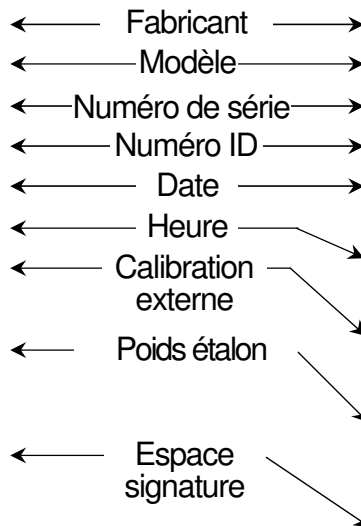 Fabricant
Modèle
Numéro de série
Numéro ID
Date
Heure
Calibration
externe
Poids étalon
Espace
signature